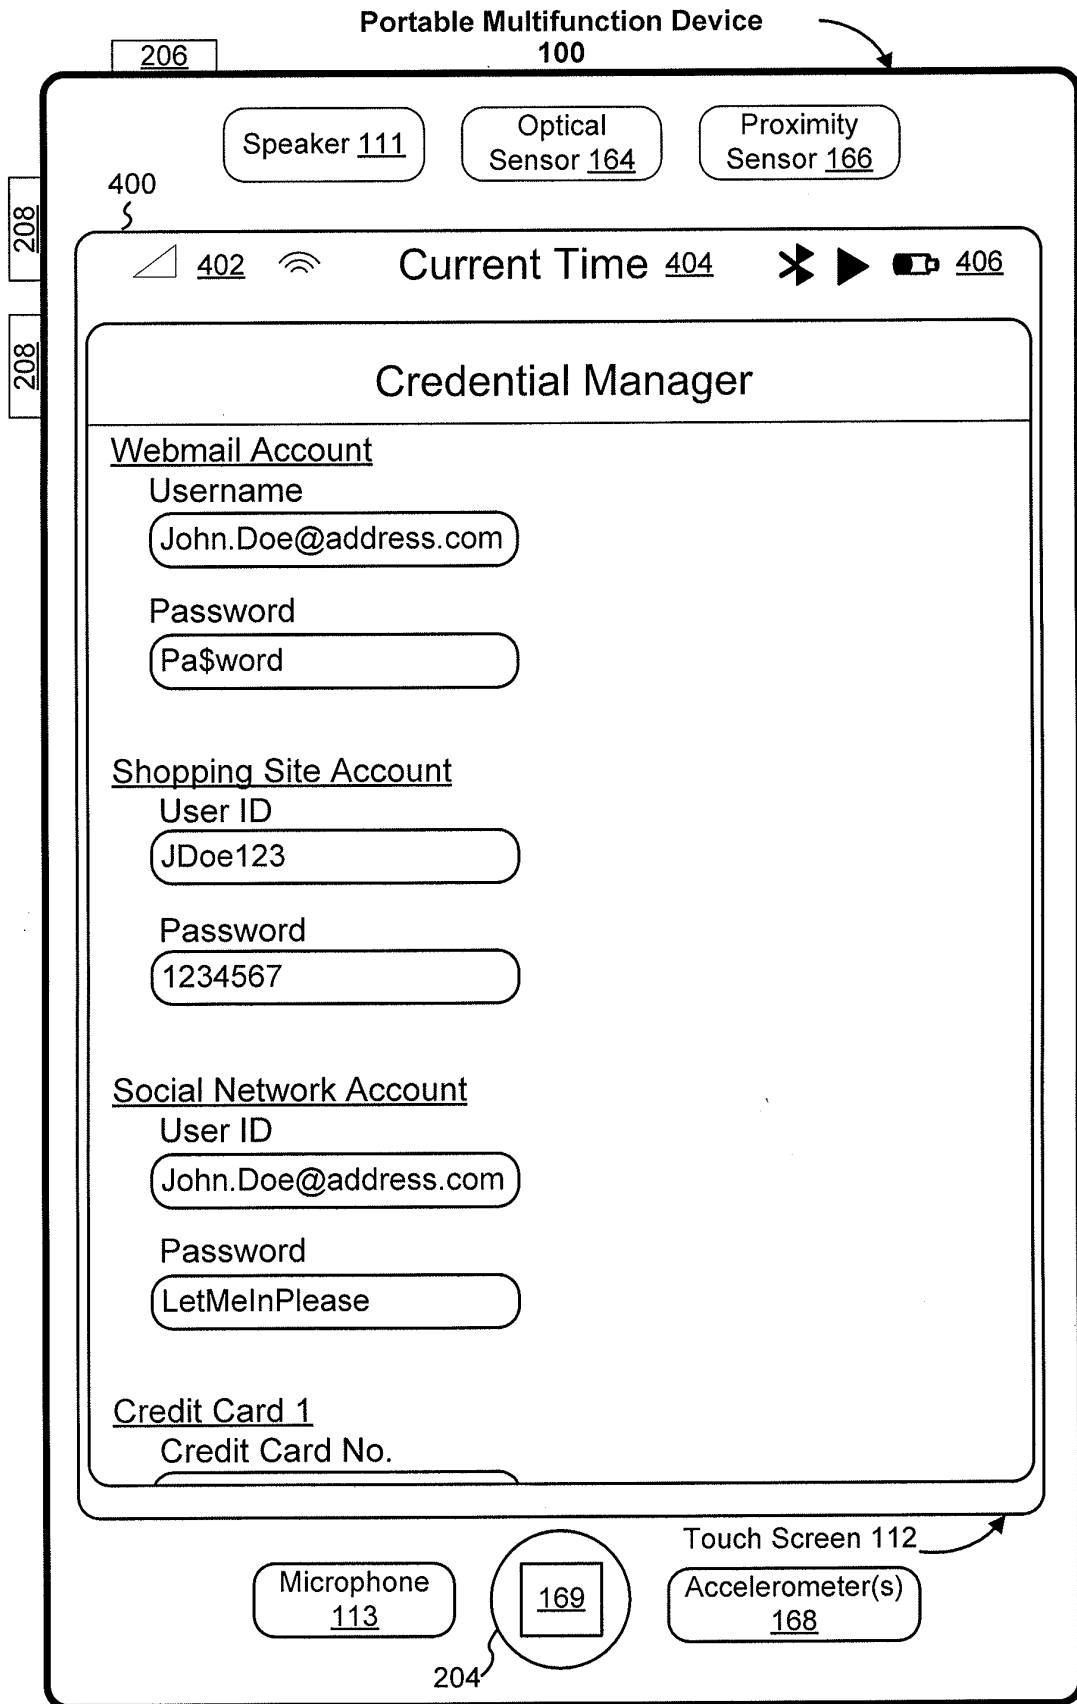 Portable Multifunction Device
100
206
Speaker 111
Optical
Sensor 164
Proximity
Sensor 166
208
208
400
402
Current Time 404
406
Credential Manager
Webmail Account
Username
John.Doe@address.com
Password
Pa$word
Shopping Site Account
User ID
JDoe123
Password
1234567
Social Network Account
User ID
John.Doe@address.com
Password
LetMeInPlease
Credit Card 1
Credit Card No.
Touch Screen 112
Microphone
113
169
Accelerometer(s)
168
204